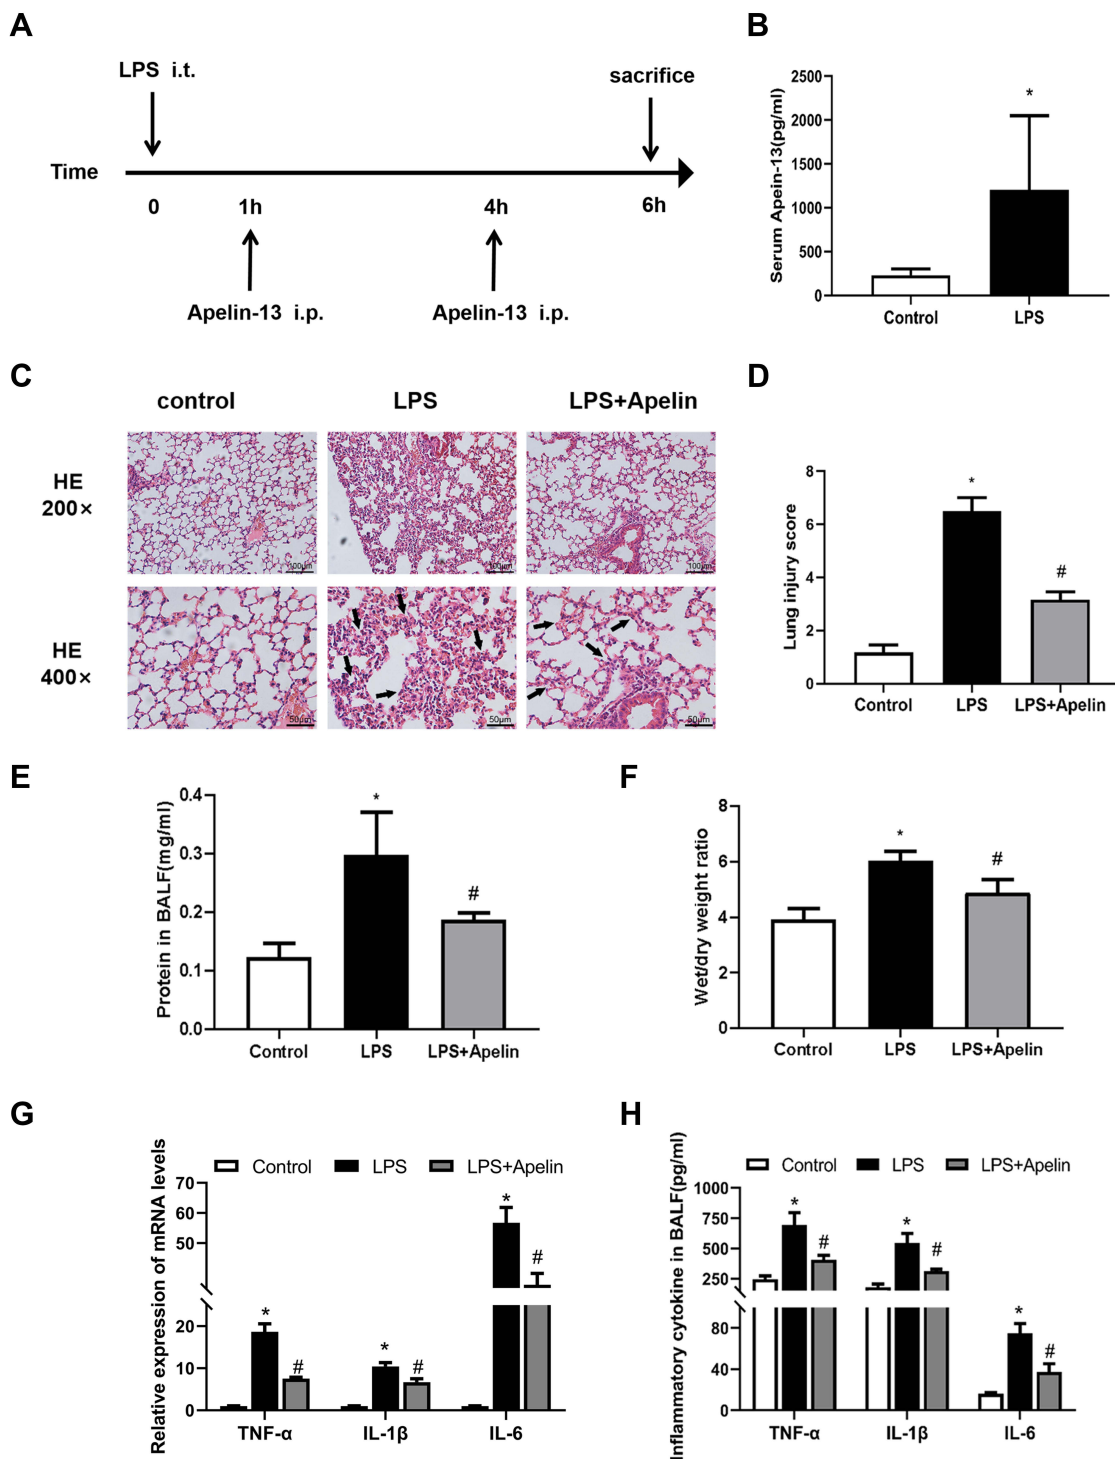 A
LPS i.t.
sacrifice
Time
0
1h
4h
6h
Apelin-13 i.p.
Apelin-13 i.p.
B
Serum Apein-13(pg/ml)
2500
2000
1500
1000
500
0
*
Control
LPS
C
control
LPS
LPS+Apelin
HE
200×
100μm
100μm
100μm
HE
400×
50μm
50μm
50μm
D
Lung injury score
8
6
4
2
0
*
#
Control
LPS
LPS+Apelin
E
Protein in BALF(mg/ml)
0.4
0.3
0.2
0.1
0.0
*
#
Control
LPS
LPS+Apelin
F
Wet/dry weight ratio
8
6
4
2
0
*
#
Control
LPS
LPS+Apelin
G
Relative expression of mRNA levels
Control
LPS
LPS+Apelin
70
60
50
20
10
0
*
#
*
#
*
#
TNF-α
IL-1β
IL-6
H
Inflammatory cytokine in BALF(pg/ml)
Control
LPS
LPS+Apelin
1000
750
500
250
80
40
0
*
#
*
#
*
#
TNF-α
IL-1β
IL-6